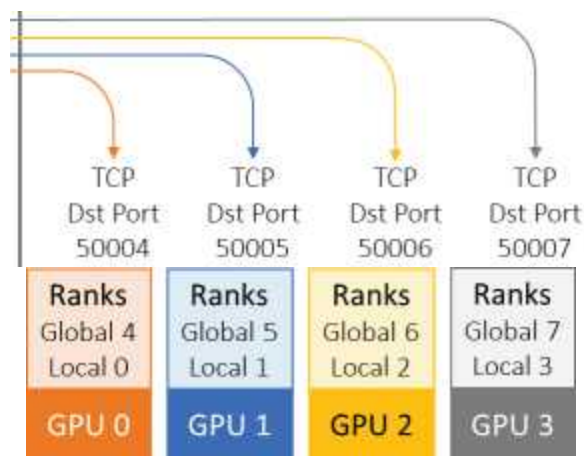 TCP TCP TCP TCP
Dst Port Dst Port Dst Port Dst Port
50004 50005 50006 50007
Ranks Ranks Ranks Ranks
Global 4 Global 5 Global 6 Global 7
Local 0 Local 1 Local 2 Local 3
GPU 0 GPU 1 GPU 2 GPU 3